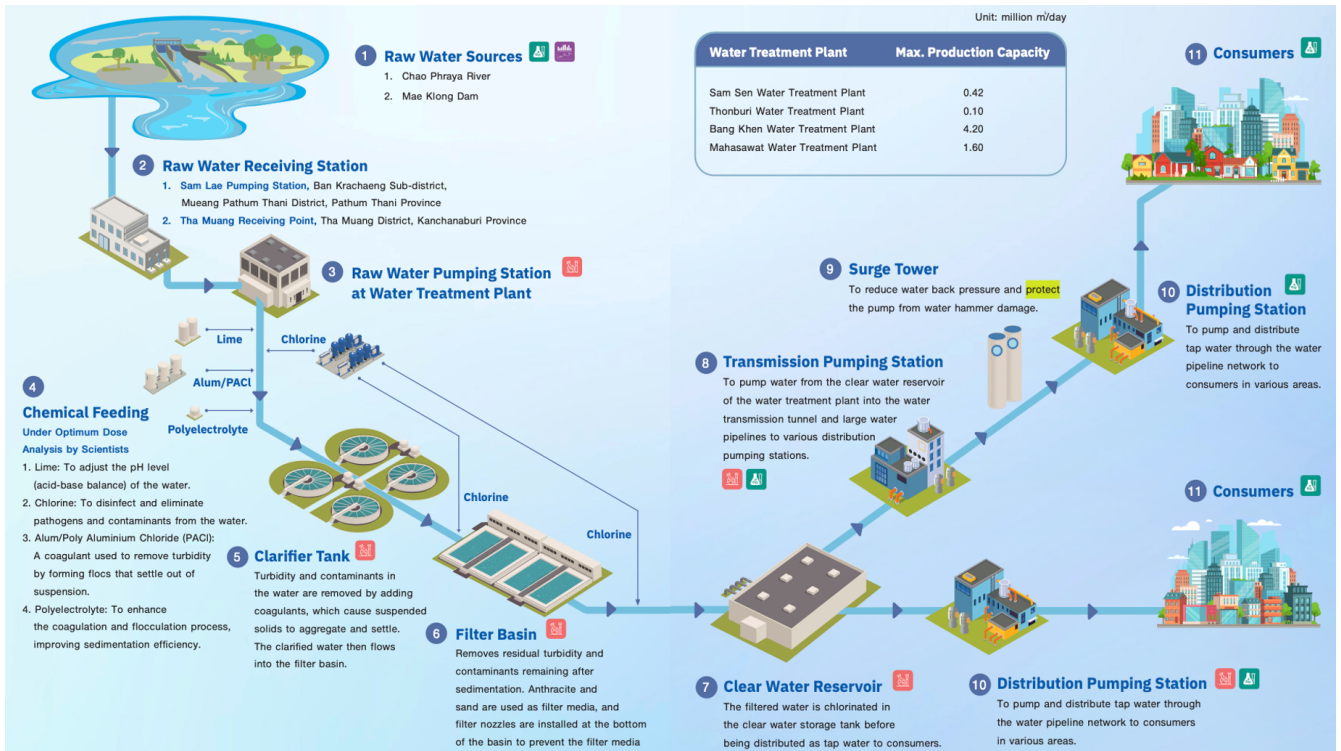 Unit: million m³/day
Water Treatment Plant Max. Production Capacity
Sam Sen Water Treatment Plant 0.42
Thonburi Water Treatment Plant 0.10
Bang Khen Water Treatment Plant 4.20
Mahasawat Water Treatment Plant 1.60
1 Raw Water Sources
1. Chao Phraya River
2. Mae Klong Dam
2 Raw Water Receiving Station
1. Sam Lae Pumping Station, Ban Krachaeng Sub-district,
Mueang Pathum Thani District, Pathum Thani Province
2. Tha Muang Receiving Point, Tha Muang District, Kanchanaburi Province
3 Raw Water Pumping Station
at Water Treatment Plant
Lime
Chlorine
Alum/PACl
Polyelectrolyte
4
Chemical Feeding
Under Optimum Dose
Analysis by Scientists
1. Lime: To adjust the pH level
(acid-base balance) of the water.
2. Chlorine: To disinfect and eliminate
pathogens and contaminants from the water.
3. Alum/Poly Aluminium Chloride (PACl):
A coagulant used to remove turbidity
by forming flocs that settle out of
suspension.
4. Polyelectrolyte: To enhance
the coagulation and flocculation process,
improving sedimentation efficiency.
Chlorine
Chlorine
5 Clarifier Tank
Turbidity and contaminants in
the water are removed by adding
coagulants, which cause suspended
solids to aggregate and settle.
The clarified water then flows
into the filter basin.
6 Filter Basin
Removes residual turbidity and
contaminants remaining after
sedimentation. Anthracite and
sand are used as filter media, and
filter nozzles are installed at the bottom
of the basin to prevent the filter media
7 Clear Water Reservoir
The filtered water is chlorinated in
the clear water storage tank before
being distributed as tap water to consumers.
8 Transmission Pumping Station
To pump water from the clear water reservoir
of the water treatment plant into the water
transmission tunnel and large water
pipelines to various distribution
pumping stations.
9 Surge Tower
To reduce water back pressure and protect
the pump from water hammer damage.
10 Distribution
Pumping Station
To pump and distribute
tap water through the water
pipeline network to
consumers in various areas.
11 Consumers
10 Distribution Pumping Station
To pump and distribute tap water through
the water pipeline network to consumers
in various areas.
11 Consumers